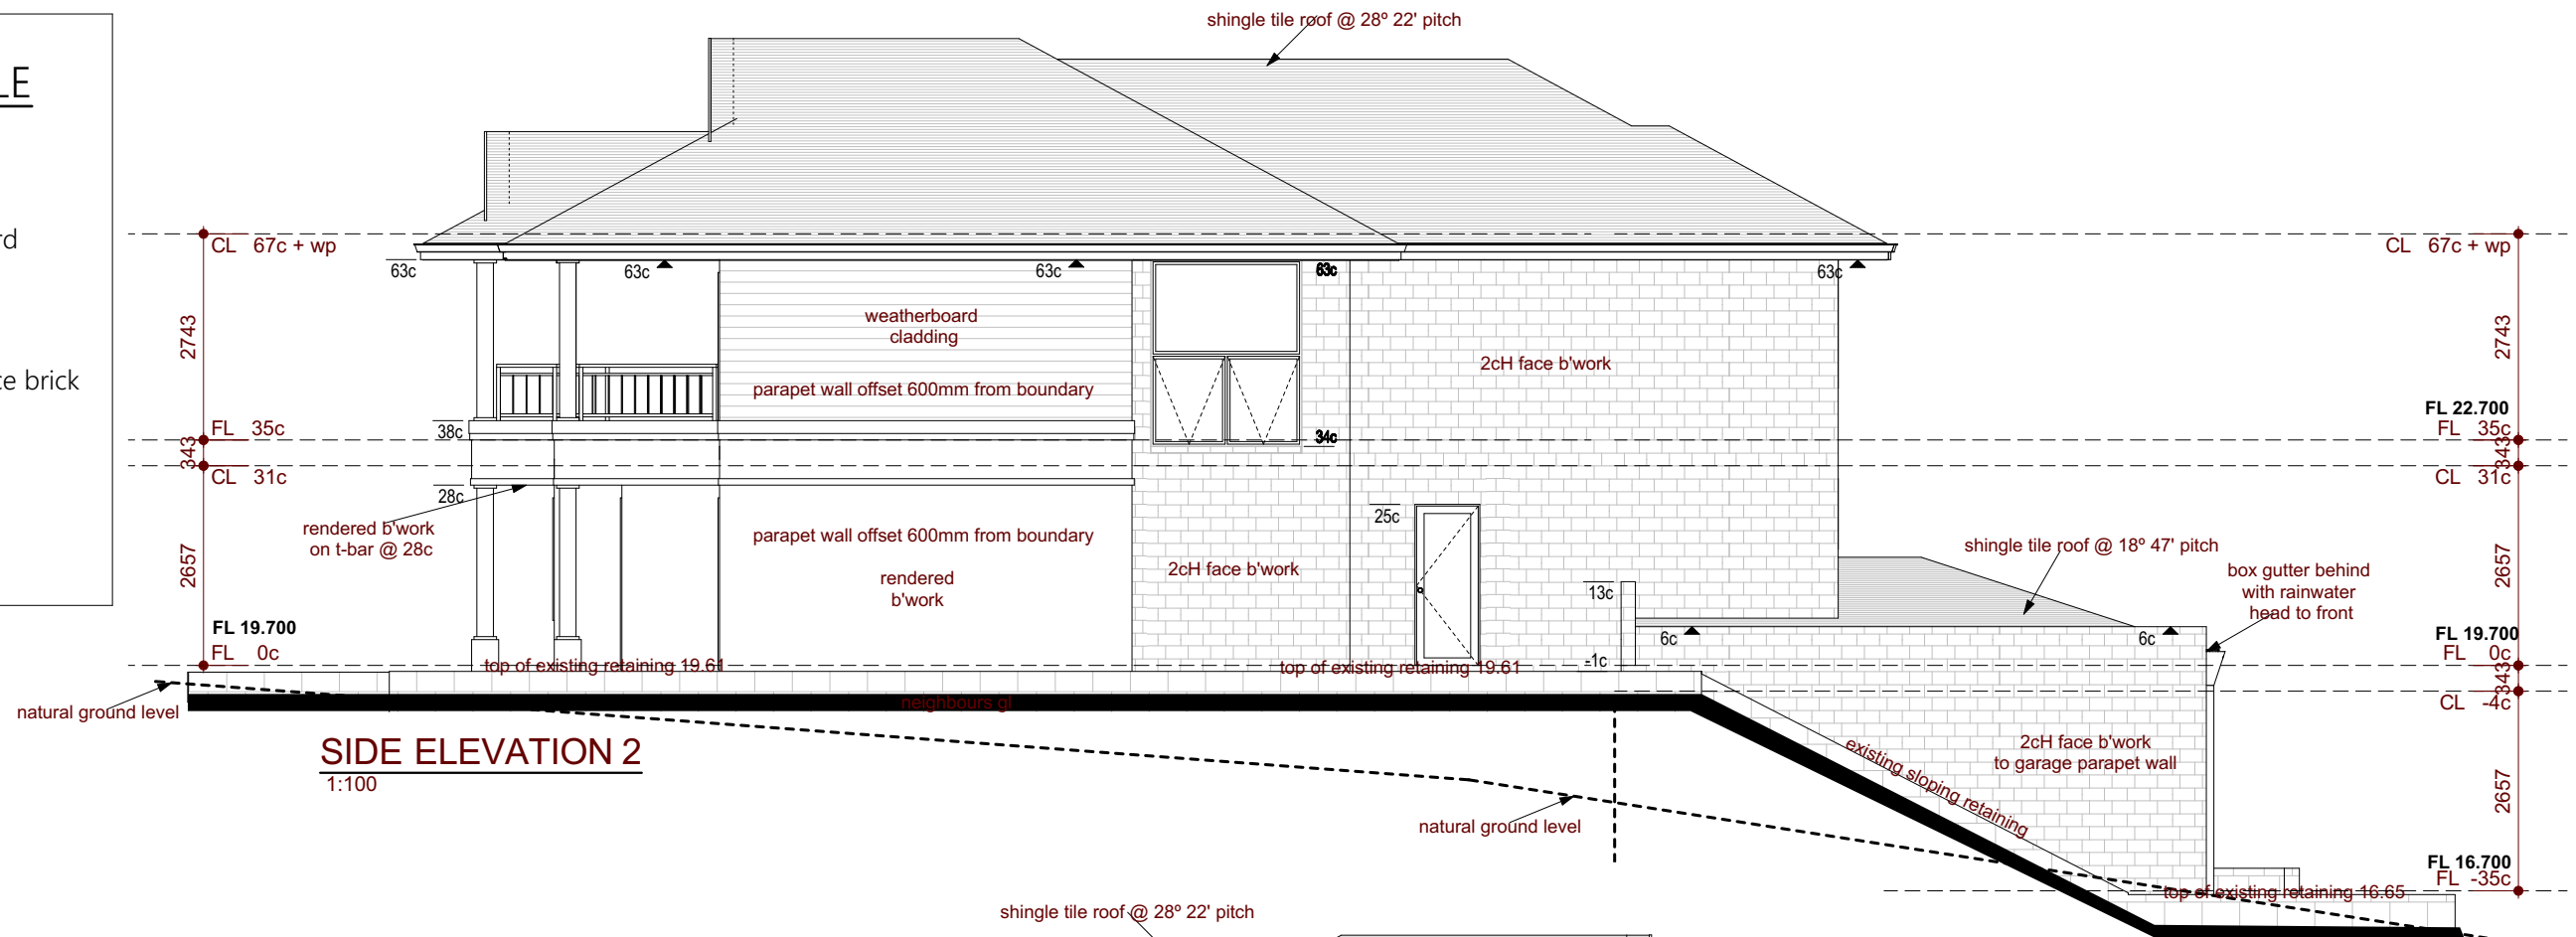 LE
rd
ce brick
shingle tile roof @ 28º 22' pitch
CL 67c + wp
CL 67c + wp
63c
63c
63c
63c
63c
weatherboard
cladding
2743
2743
2cH face b'work
parapet wall offset 600mm from boundary
FL 22.700
FL 35c
FL 35c
38c
34c
343
343
CL 31c
CL 31c
28c
25c
rendered b'work
on t-bar @ 28c
parapet wall offset 600mm from boundary
shingle tile roof @ 18º 47' pitch
2657
2657
2cH face b'work
rendered
b'work
box gutter behind
with rainwater
head to front
13c
FL 19.700
FL 0c
6c
6c
FL 19.700
FL 0c
top of existing retaining 19.61
top of existing retaining 19.61
-1c
343
CL -4c
natural ground level
neighbours gl
SIDE ELEVATION 2
1:100
2cH face b'work
to garage parapet wall
existing sloping retaining
2657
natural ground level
FL 16.700
FL -35c
top of existing retaining 16.65
shingle tile roof @ 28º 22' pitch